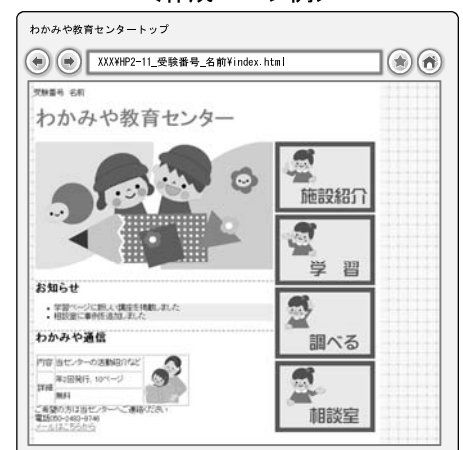 わかみや教育センタートップ
XXX¥HP2-11_受験番号_名前¥index.html
受験番号 名前
わかみや教育センター
施設紹介
学 習
調べる
相談室
お知らせ
学習ページに新しい講座を掲載しました
相談室に事例を追加しました
わかみや通信
内容 当センターの活動紹介など
詳細 年2回発行、10ページ
無料
ご希望の方は当センターへご連絡ください
電話050-2403-9746
メールはこちらから